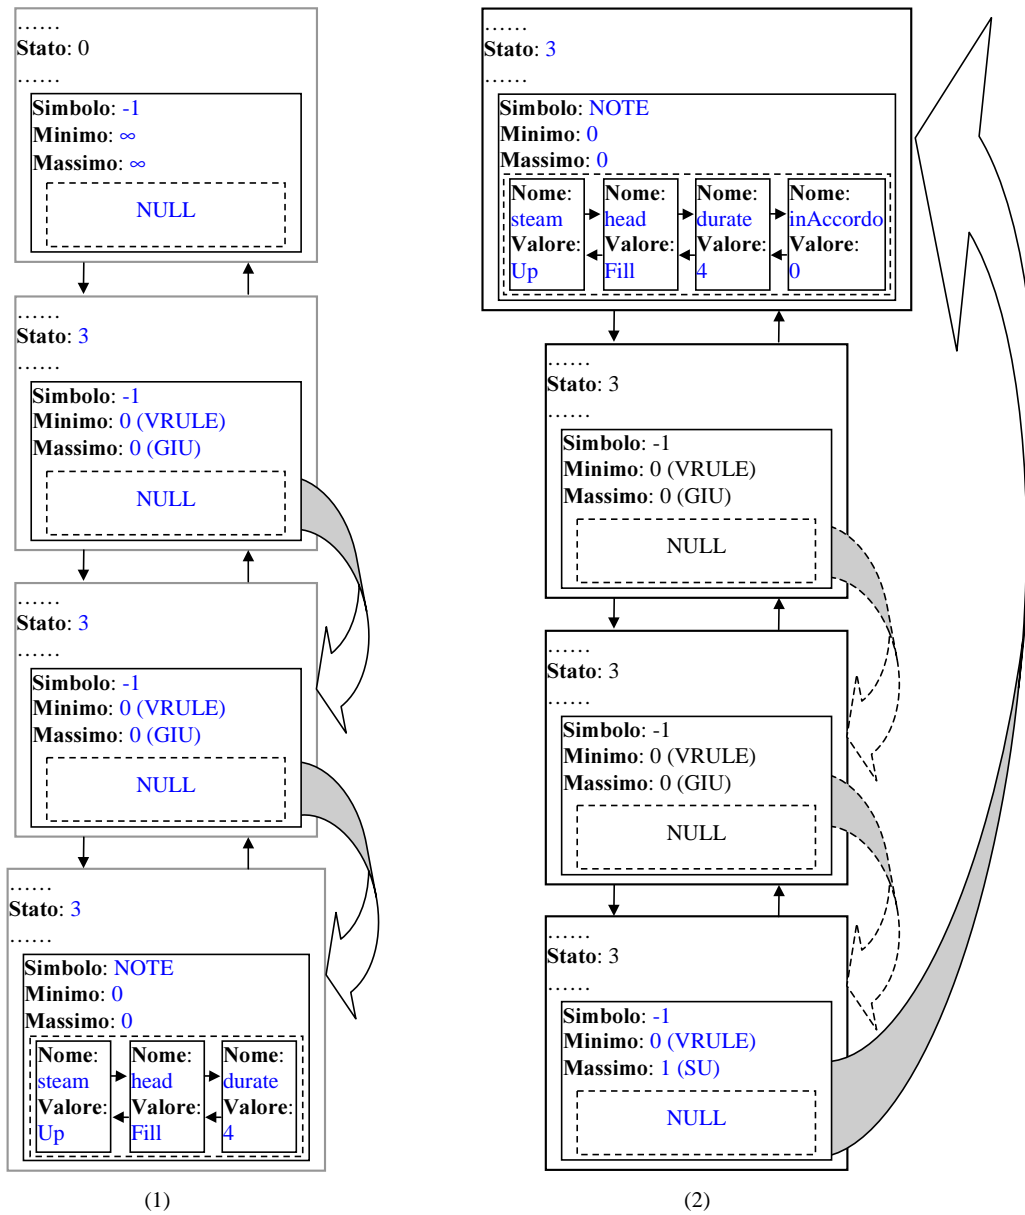 ……
Stato: 0
……
Simbolo: -1
Minimo: ∞
Massimo: ∞
NULL
……
Stato: 3
……
Simbolo: -1
Minimo: 0 (VRULE)
Massimo: 0 (GIU)
NULL
……
Stato: 3
……
Simbolo: -1
Minimo: 0 (VRULE)
Massimo: 0 (GIU)
NULL
……
Stato: 3
……
Simbolo: NOTE
Minimo: 0
Massimo: 0
Nome: Nome: Nome:
steam head durate
Valore: Valore: Valore:
Up Fill 4
(1)
……
Stato: 3
……
Simbolo: NOTE
Minimo: 0
Massimo: 0
Nome: Nome: Nome: Nome:
steam head durate inAccordo
Valore: Valore: Valore: Valore:
Up Fill 4 0
……
Stato: 3
……
Simbolo: -1
Minimo: 0 (VRULE)
Massimo: 0 (GIU)
NULL
……
Stato: 3
……
Simbolo: -1
Minimo: 0 (VRULE)
Massimo: 0 (GIU)
NULL
……
Stato: 3
……
Simbolo: -1
Minimo: 0 (VRULE)
Massimo: 1 (SU)
NULL
(2)